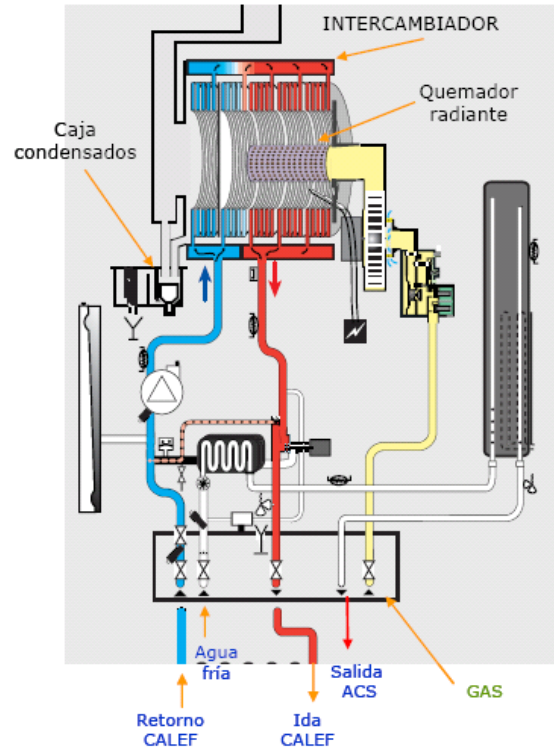 INTERCAMBIADOR
Quemador
radiante
Caja
condensados
Agua
fría
Salida
ACS
GAS
Retorno
CALEF
Ida
CALEF